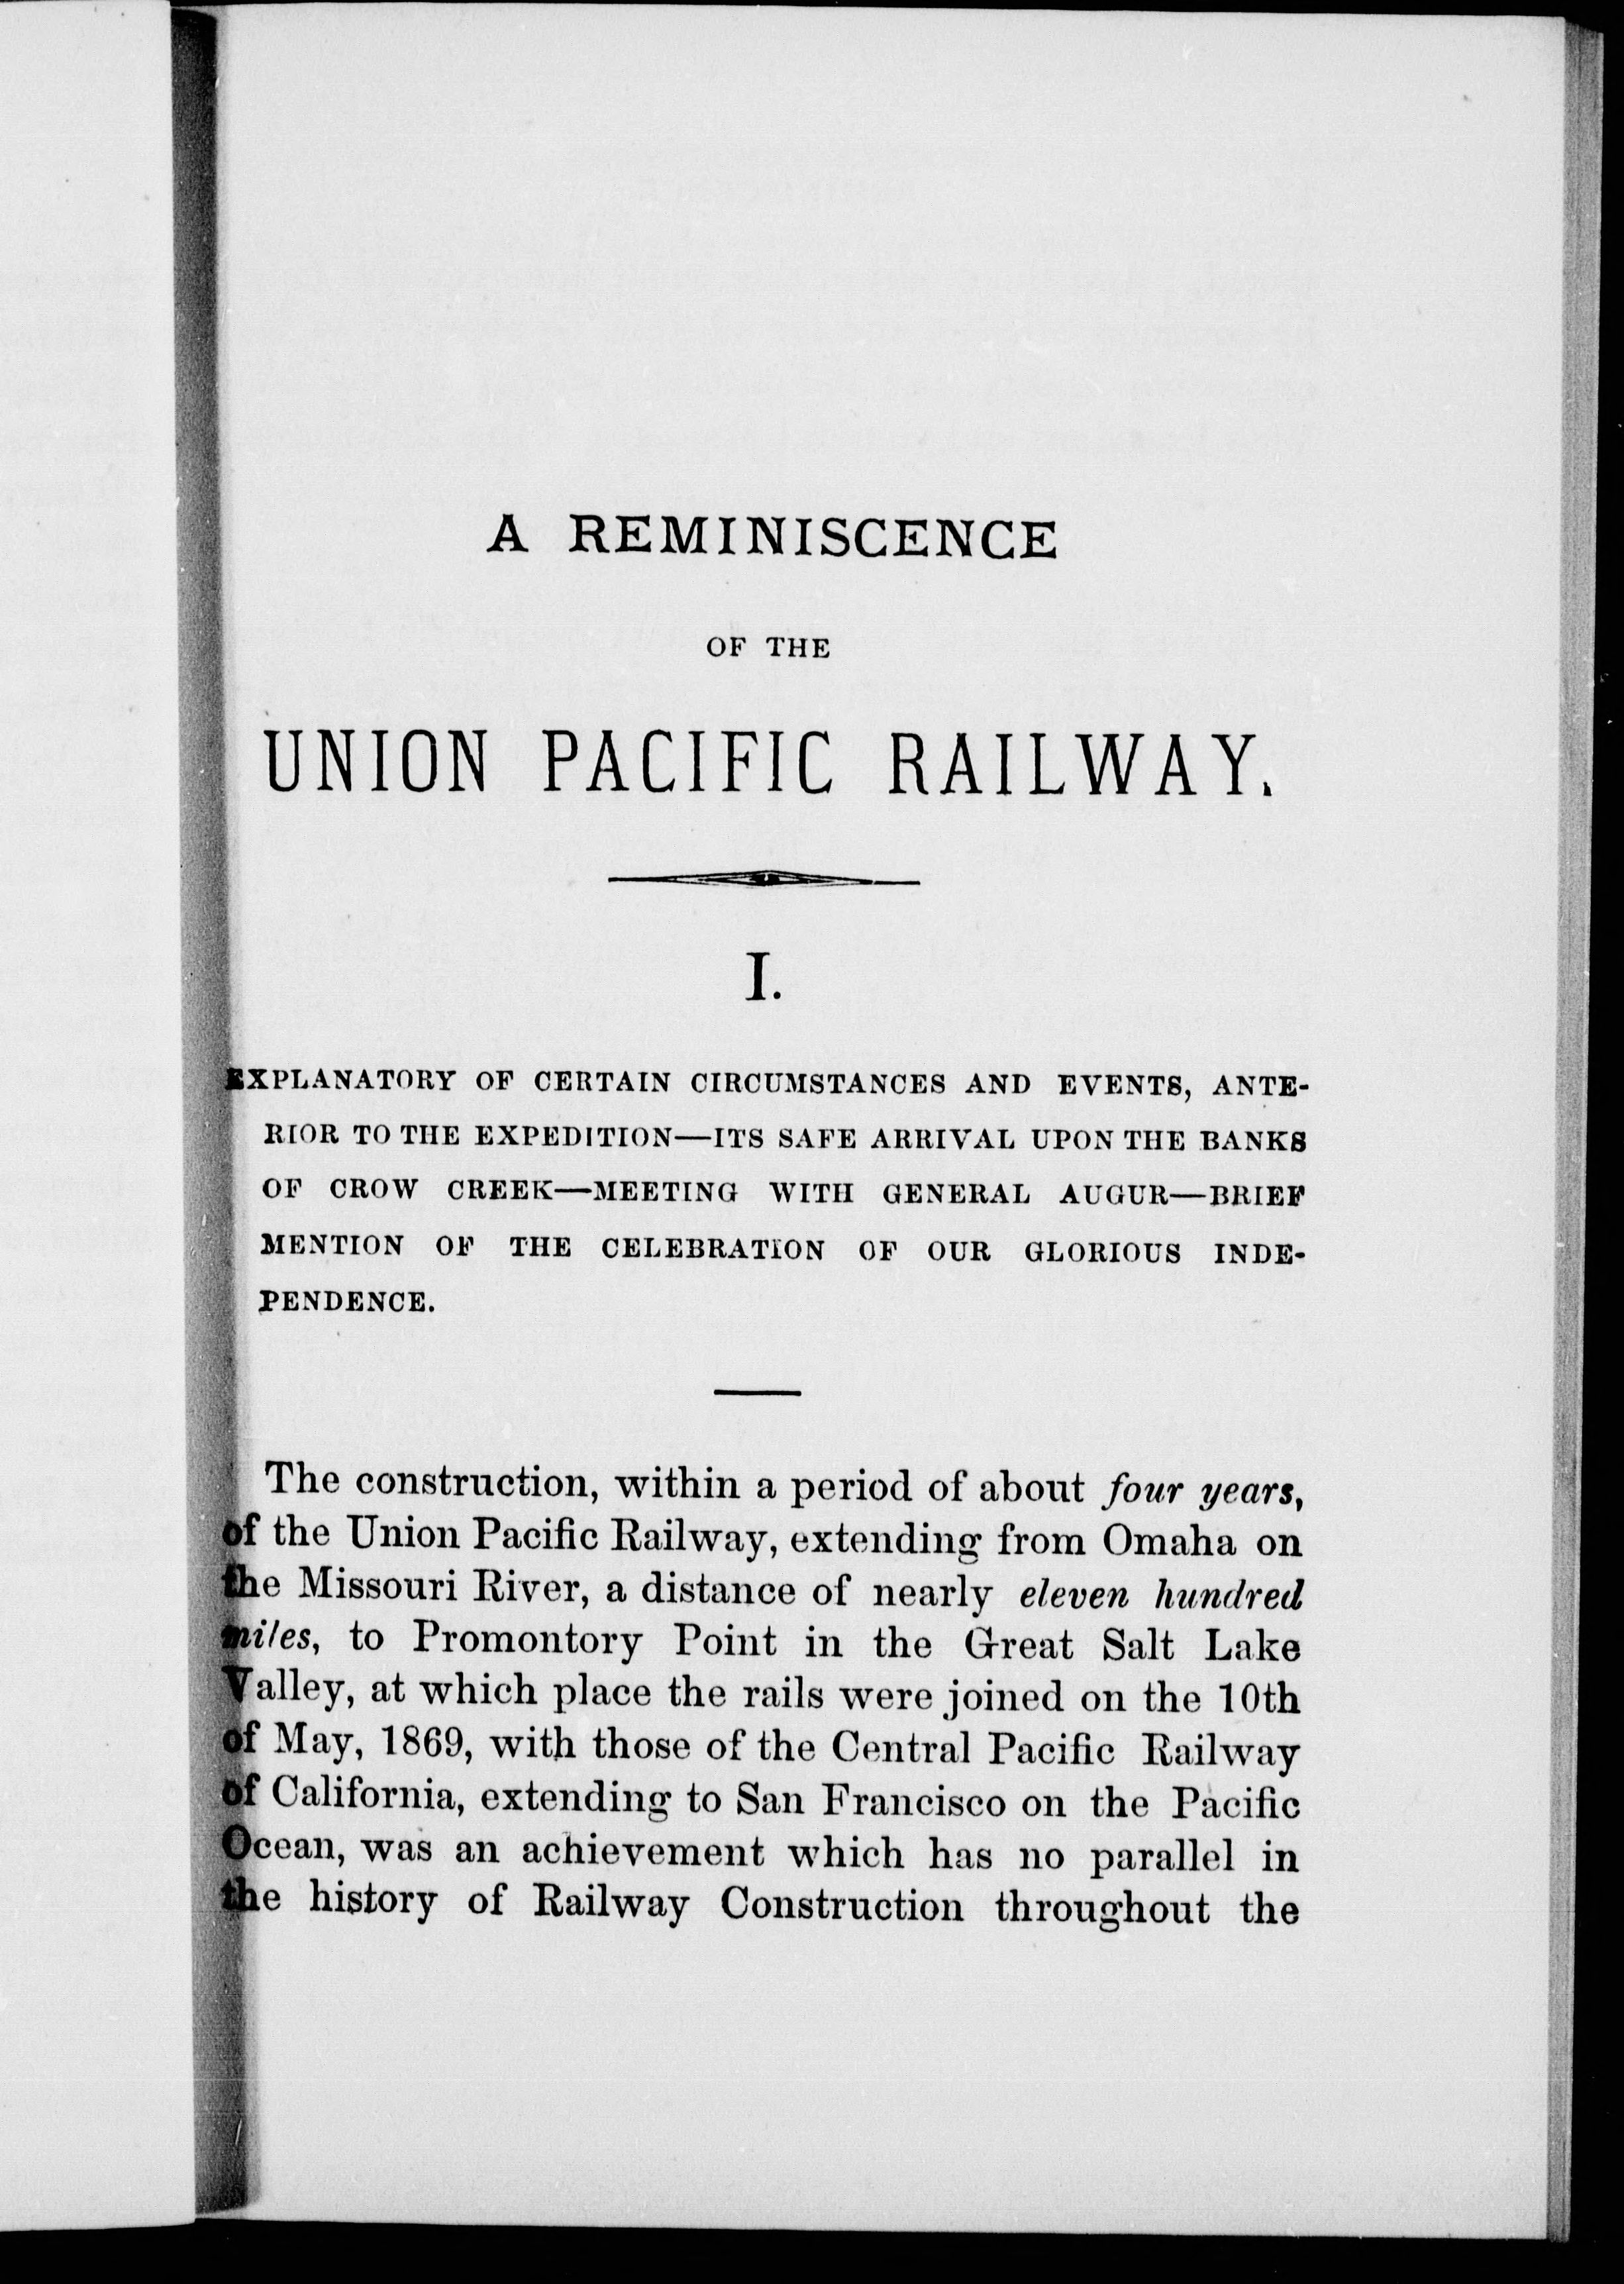 A REMINISCENCE
OF THE
UNION PACIFIC RAILWAY.
I.
EXPLANATORY OF CERTAIN CIRCUMSTANCES AND EVENTS, ANTE-
RIOR TO THE EXPEDITION—ITS SAFE ARRIVAL UPON THE BANKS
OF CROW CREEK—MEETING WITH GENERAL AUGUR—BRIEF
MENTION OF THE CELEBRATION OF OUR GLORIOUS INDE-
PENDENCE.
The construction, within a period of about four years,
of the Union Pacific Railway, extending from Omaha on
the Missouri River, a distance of nearly eleven hundred
miles, to Promontory Point in the Great Salt Lake
Valley, at which place the rails were joined on the 10th
of May, 1869, with those of the Central Pacific Railway
of California, extending to San Francisco on the Pacific
Ocean, was an achievement which has no parallel in
the history of Railway Construction throughout the